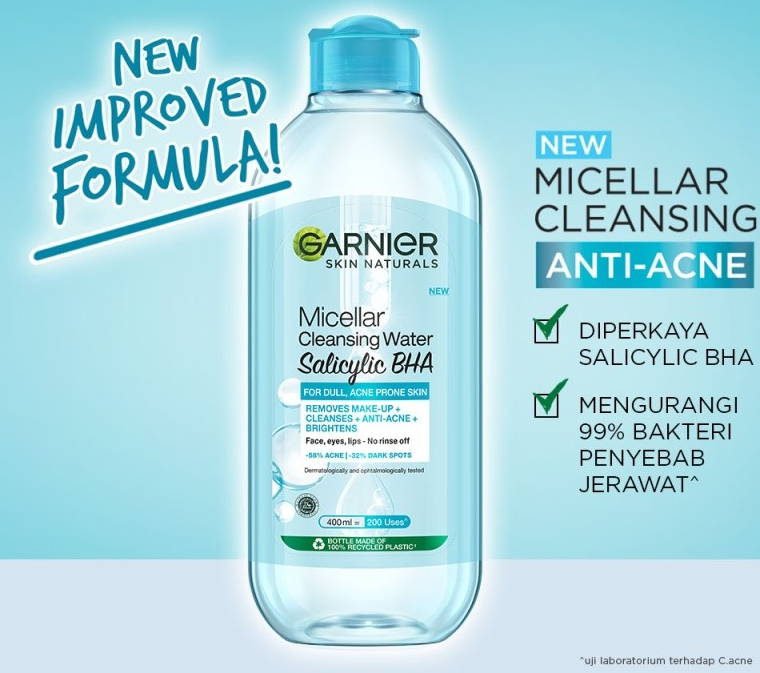 NEW
IMPROVED
FORMULA!
GARNIER
SKIN NATURALS
NEW
Micellar
Cleansing Water
Salicylic BHA
FOR DULL, ACNE PRONE SKIN
REMOVES MAKE-UP +
CLEANSES + ANTI-ACNE +
BRIGHTENS
Face, eyes, lips - No rinse off
-58% ACNE | -32% DARK SPOTS
Dermatologically and ophtalmologically tested
400ml = 200 Uses^
BOTTLE MADE OF
100% RECYCLED PLASTIC¹
NEW
MICELLAR
CLEANSING
ANTI-ACNE
DIPERKAYA
SALICYLIC BHA
MENGURANGI
99% BAKTERI
PENYEBAB
JERAWAT^
^uji laboratorium terhadap C.acne